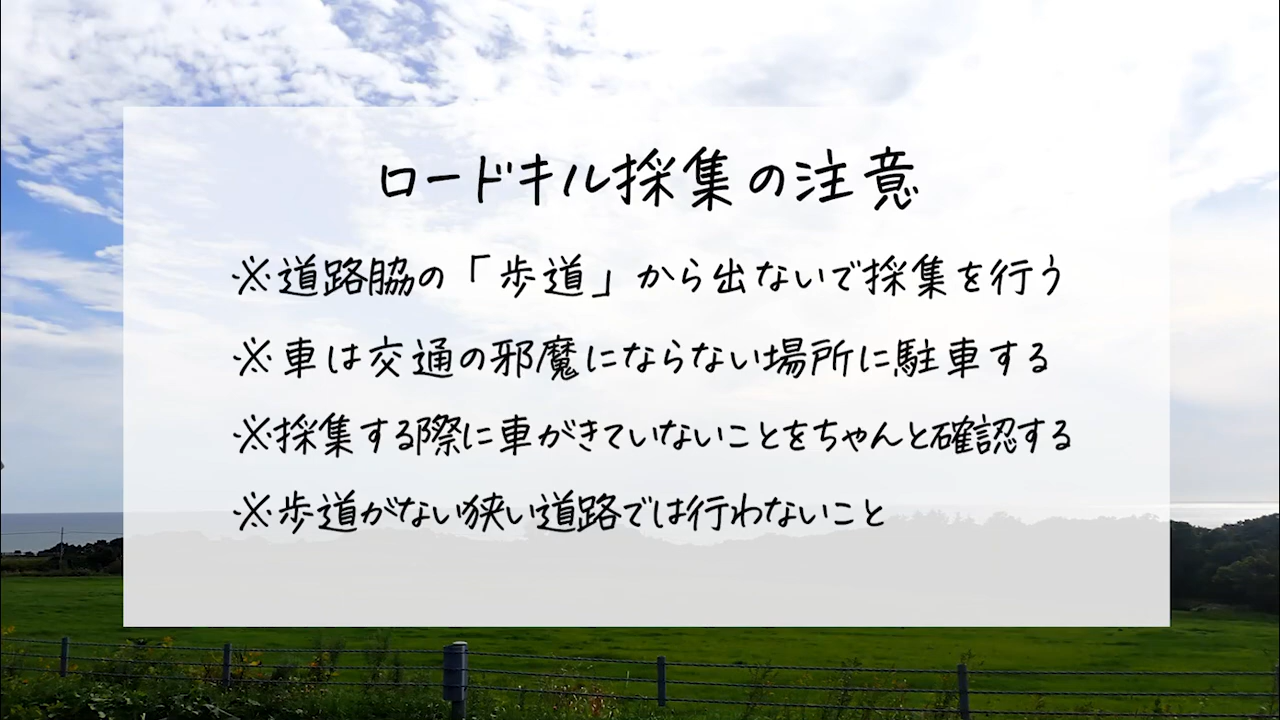 ロードキル採集の注意
※道路脇の「歩道」から出ないで採集を行う
※車は交通の邪魔にならない場所に駐車する
※採集する際に車がきていないことをちゃんと確認する
※歩道がない狭い道路では行わないこと